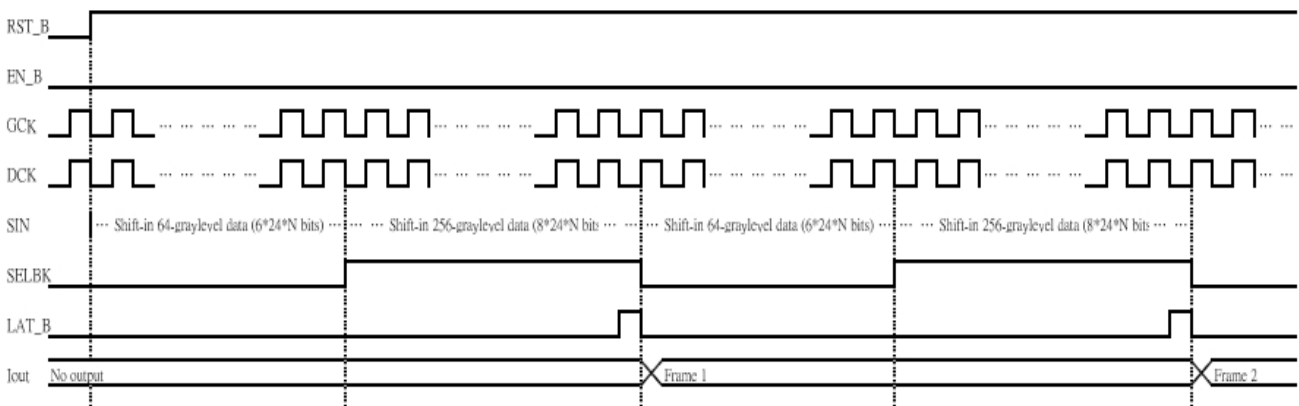 RST_B
EN_B
GCK
DCK
SIN ... Shift-in 64-graylevel data (6*24*N bits) ... ... Shift-in 256-graylevel data (8*24*N bits ... ... Shift-in 64-graylevel data (6*24*N bits) ... ... Shift-in 256-graylevel data (8*24*N bits ... ...
SELBK
LAT_B
Iout No output Frame 1 Frame 2